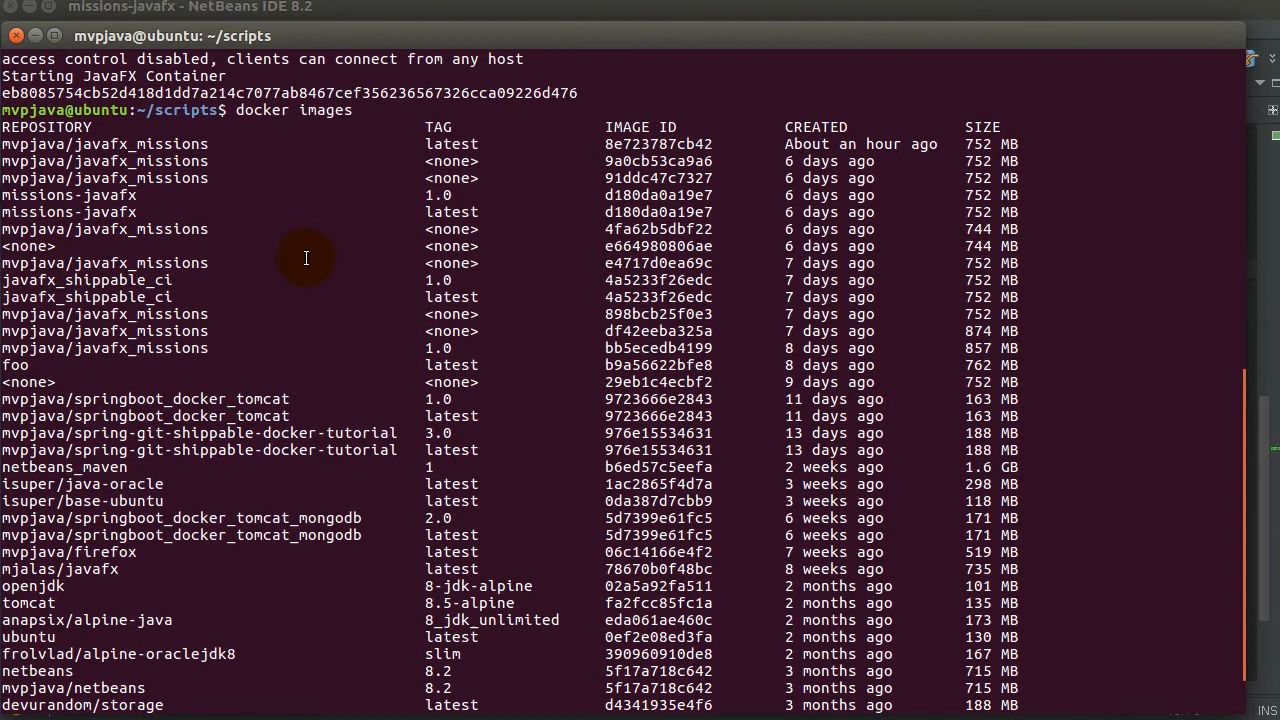 missions-javafx - NetBeans IDE 8.2
mvpjava@ubuntu: ~/scripts
access control disabled, clients can connect from any host
Starting JavaFX Container
eb8085754cb52d418d1dd7a214c7077ab8467cef356236567326cca09226d476
mvpjava@ubuntu:~/scripts$ docker images
REPOSITORY TAG IMAGE ID CREATED SIZE
mvpjava/javafx_missions latest 8e723787cb42 About an hour ago 752 MB
mvpjava/javafx_missions <none> 9a0cb53ca9a6 6 days ago 752 MB
mvpjava/javafx_missions <none> 91ddc47c7327 6 days ago 752 MB
missions-javafx 1.0 d180da0a19e7 6 days ago 752 MB
missions-javafx latest d180da0a19e7 6 days ago 752 MB
mvpjava/javafx_missions <none> 4fa62b5dbf22 6 days ago 744 MB
<none> <none> e664980806ae 6 days ago 744 MB
mvpjava/javafx_missions <none> e4717d0ea69c 7 days ago 752 MB
javafx_shippable_ci 1.0 4a5233f26edc 7 days ago 752 MB
javafx_shippable_ci latest 4a5233f26edc 7 days ago 752 MB
mvpjava/javafx_missions <none> 898bcb25f0e3 7 days ago 752 MB
mvpjava/javafx_missions <none> df42eeba325a 7 days ago 874 MB
mvpjava/javafx_missions 1.0 bb5ecedb4199 8 days ago 857 MB
foo latest b9a56622bfe8 8 days ago 762 MB
<none> <none> 29eb1c4ecbf2 9 days ago 752 MB
mvpjava/springboot_docker_tomcat 1.0 9723666e2843 11 days ago 163 MB
mvpjava/springboot_docker_tomcat latest 9723666e2843 11 days ago 163 MB
mvpjava/spring-git-shippable-docker-tutorial 3.0 976e15534631 13 days ago 188 MB
mvpjava/spring-git-shippable-docker-tutorial latest 976e15534631 13 days ago 188 MB
netbeans_maven 1 b6ed57c5eefa 2 weeks ago 1.6 GB
isuper/java-oracle latest 1ac2865f4d7a 3 weeks ago 298 MB
isuper/base-ubuntu latest 0da387d7cbb9 3 weeks ago 118 MB
mvpjava/springboot_docker_tomcat_mongodb 2.0 5d7399e61fc5 6 weeks ago 171 MB
mvpjava/springboot_docker_tomcat_mongodb latest 5d7399e61fc5 6 weeks ago 171 MB
mvpjava/firefox latest 06c14166e4f2 7 weeks ago 519 MB
mjalas/javafx latest 78670b0f48bc 8 weeks ago 735 MB
openjdk 8-jdk-alpine 02a5a92fa511 2 months ago 101 MB
tomcat 8.5-alpine fa2fcc85fc1a 2 months ago 135 MB
anapsix/alpine-java 8_jdk_unlimited eda061ae460c 2 months ago 173 MB
ubuntu latest 0ef2e08ed3fa 2 months ago 130 MB
frolvlad/alpine-oraclejdk8 slim 390960910de8 2 months ago 167 MB
netbeans 8.2 5f17a718c642 3 months ago 715 MB
mvpjava/netbeans 8.2 5f17a718c642 3 months ago 715 MB
devurandom/storage latest d4341935e4f6 3 months ago 188 MB
INS